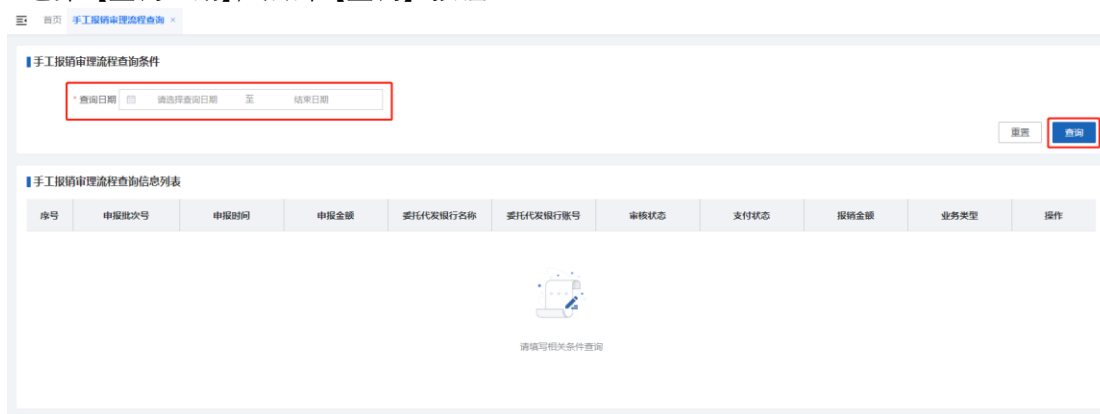 首页 手工报销审理流程查询 ×
手工报销审理流程查询条件
* 查询日期 请选择查询日期 至 结束日期
重置 查询
手工报销审理流程查询信息列表
序号 申报批次号 申报时间 申报金额 委托代发银行名称 委托代发银行账号 审核状态 支付状态 报销金额 业务类型 操作
请填写相关条件查询